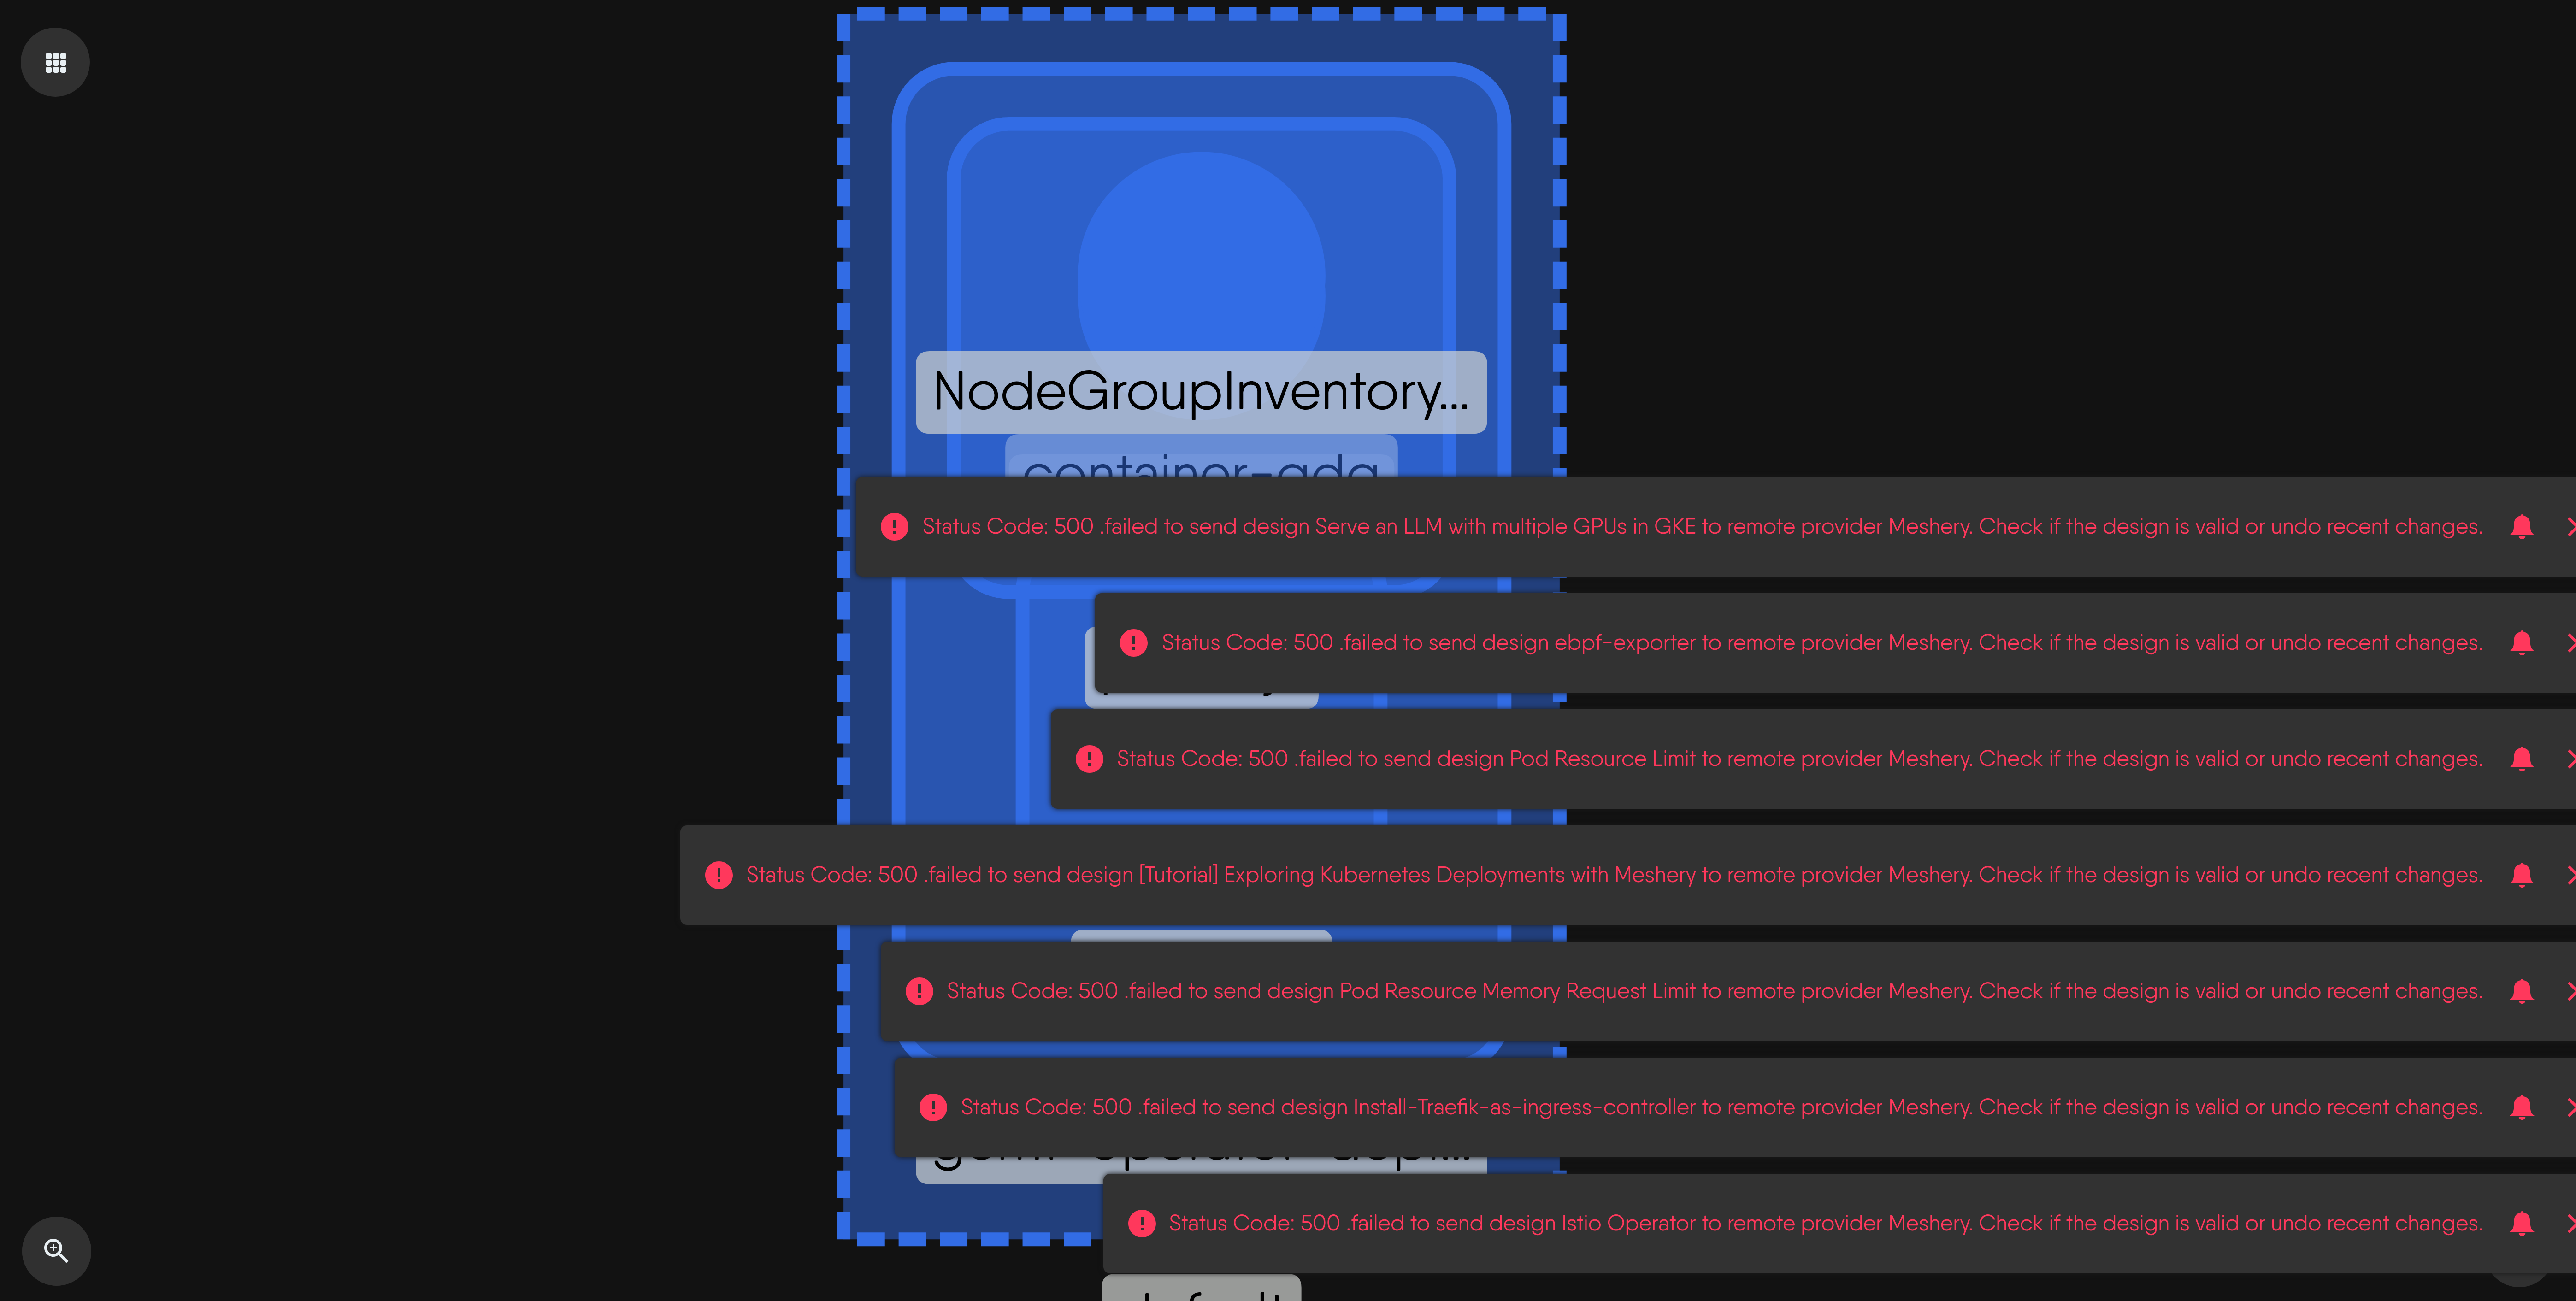 NodeGroupInventory...
container-gdg
Status Code: 500 .failed to send design Serve an LLM with multiple GPUs in GKE to remote provider Meshery. Check if the design is valid or undo recent changes.
Status Code: 500 .failed to send design ebpf-exporter to remote provider Meshery. Check if the design is valid or undo recent changes.
Status Code: 500 .failed to send design Pod Resource Limit to remote provider Meshery. Check if the design is valid or undo recent changes.
Status Code: 500 .failed to send design [Tutorial] Exploring Kubernetes Deployments with Meshery to remote provider Meshery. Check if the design is valid or undo recent changes.
Status Code: 500 .failed to send design Pod Resource Memory Request Limit to remote provider Meshery. Check if the design is valid or undo recent changes.
Status Code: 500 .failed to send design Install-Traefik-as-ingress-controller to remote provider Meshery. Check if the design is valid or undo recent changes.
Status Code: 500 .failed to send design Istio Operator to remote provider Meshery. Check if the design is valid or undo recent changes.